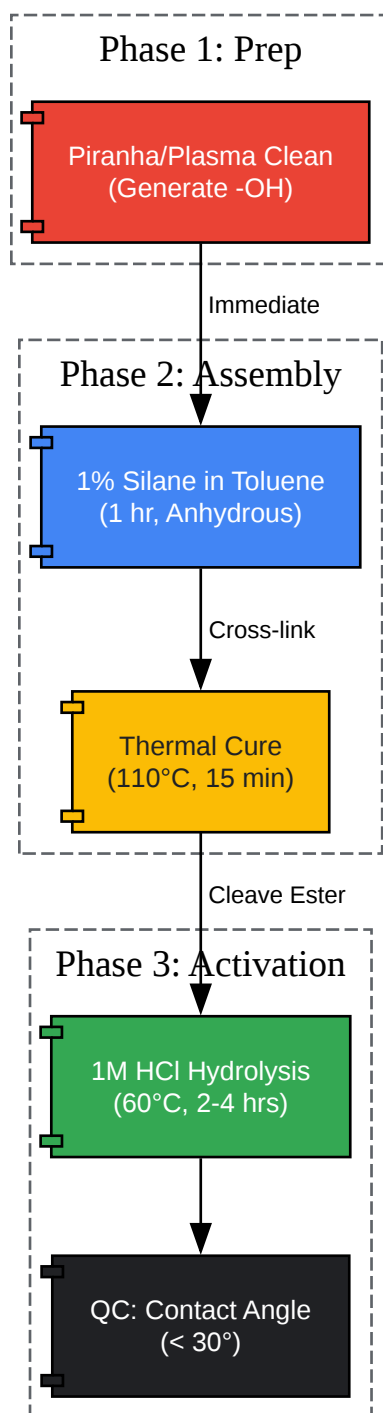 Phase 1: Prep
Piranha/Plasma Clean
(Generate -OH)
Immediate
Phase 2: Assembly
1% Silane in Toluene
(1 hr, Anhydrous)
Cross-link
Thermal Cure
(110°C, 15 min)
Cleave Ester
Phase 3: Activation
1M HCl Hydrolysis
(60°C, 2-4 hrs)
QC: Contact Angle
(< 30°)